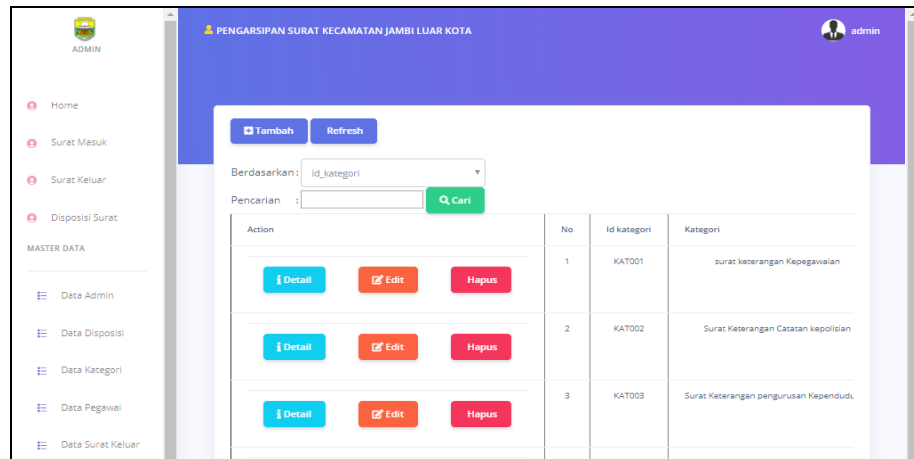 ADMIN
Home
Surat Masuk
Surat Keluar
Disposisi Surat
MASTER DATA
Data Admin
Data Disposisi
Data Kategori
Data Pegawai
Data Surat Keluar
PENGARSIPAN SURAT KECAMATAN JAMBI LUAR KOTA
admin
Tambah Refresh
Berdasarkan : id_kategori
Pencarian : Cari
Action No Id kategori Kategori
Detail Edit Hapus 1 KAT001 surat keterangan Kepegawaian
Detail Edit Hapus 2 KAT002 Surat Keterangan Catatan kepolisian
Detail Edit Hapus 3 KAT003 Surat Keterangan pengurusan Kependudu